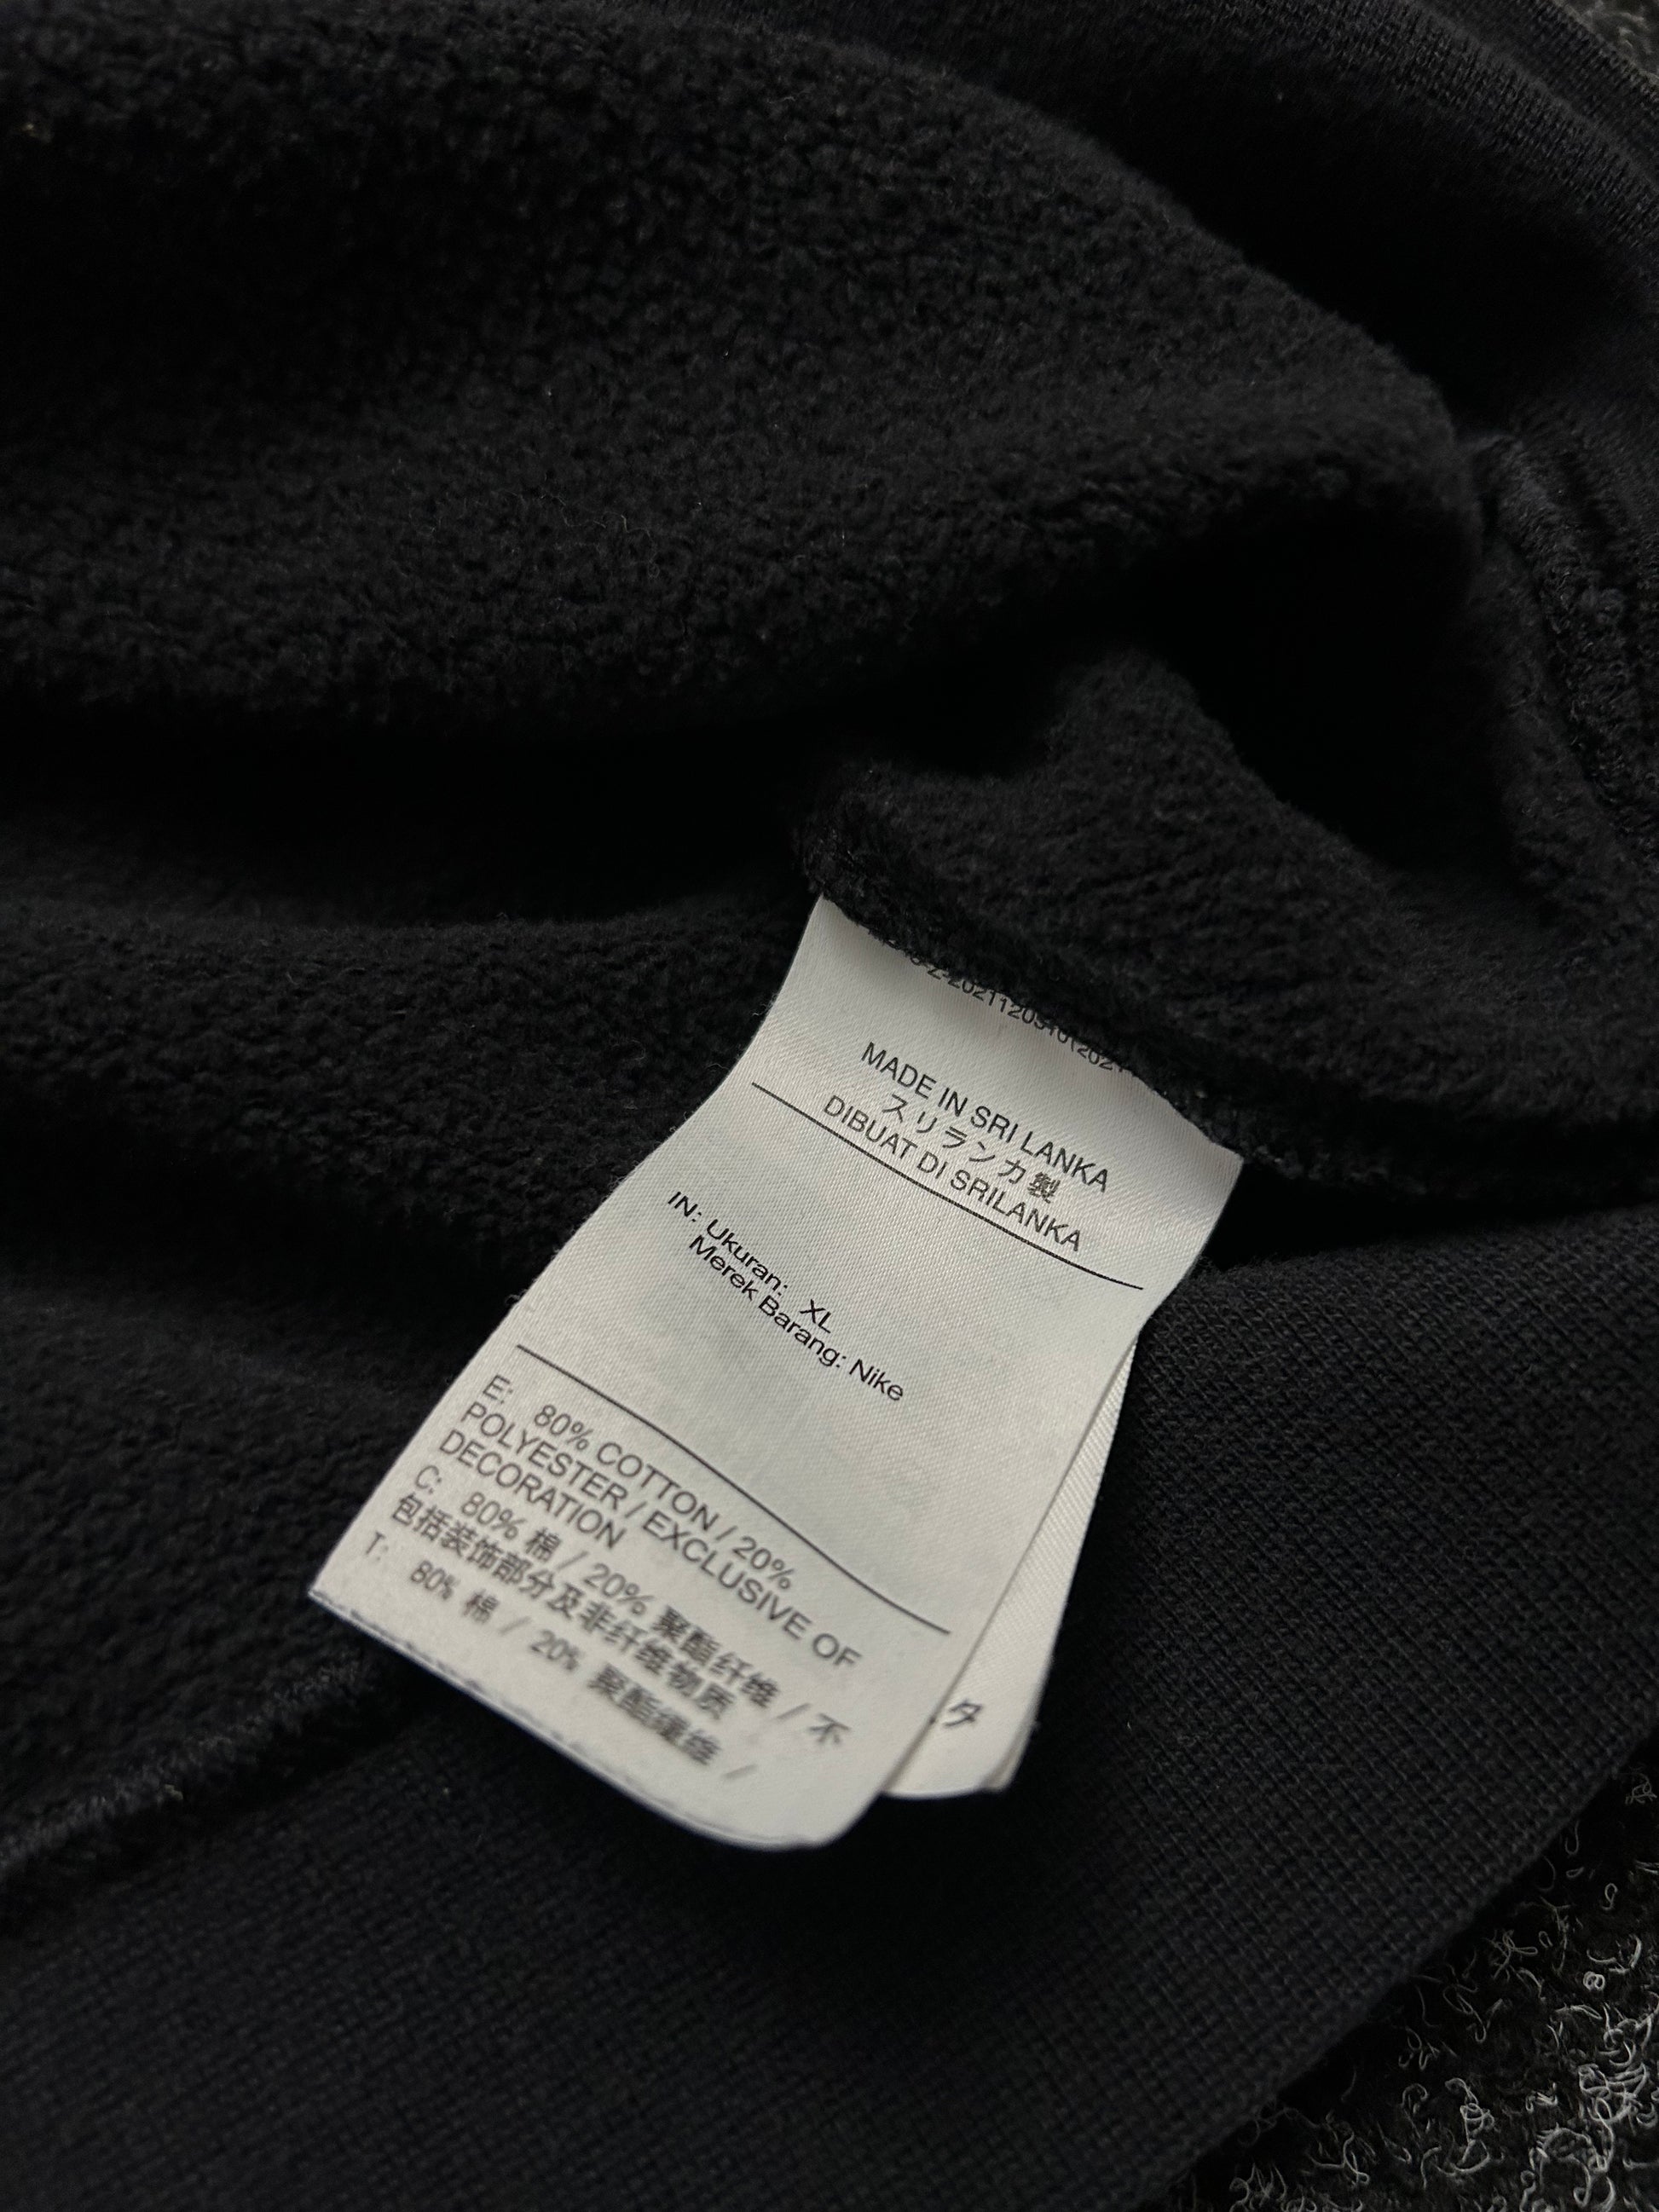 MADE IN SRI LANKA
スリランカ製
DIBUAT DI SRILANKA
IN: Ukuran: XL
Merek Barang: Nike
E: 80% COTTON / 20%
POLYESTER / EXCLUSIVE OF
DECORATION
C: 80% 棉 / 20% 聚酯纤维 / 不
包括装饰部分及非纤维物质
T: 80% 棉 / 20% 聚酯纖維 /
タ